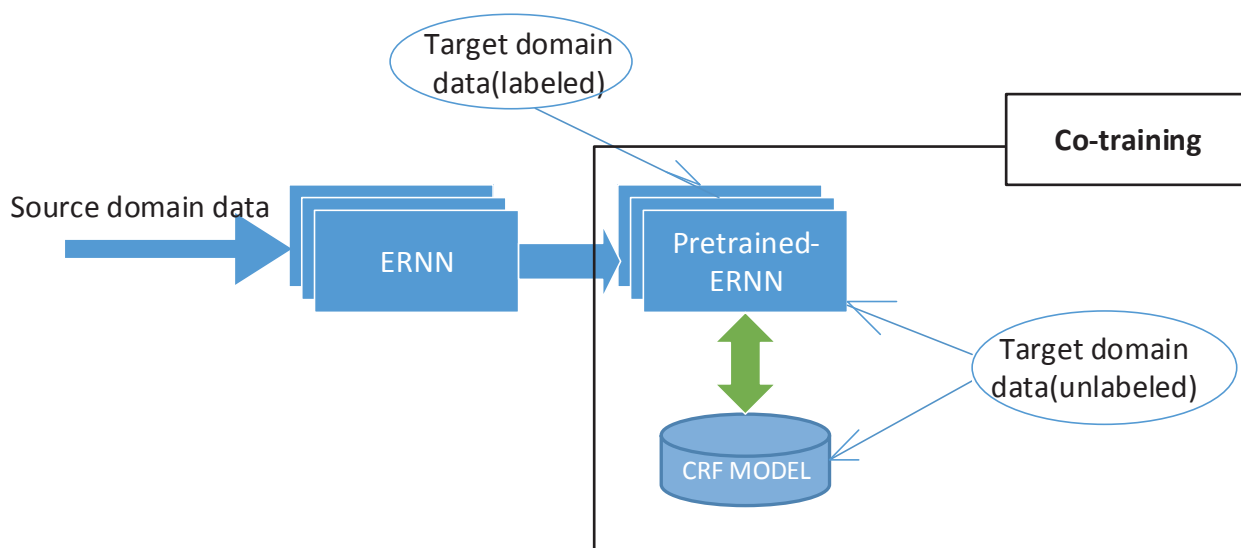 Target domain
data(labeled)
Co-training
Source domain data
ERNN
Pretrained-
ERNN
Target domain
data(unlabeled)
CRF MODEL